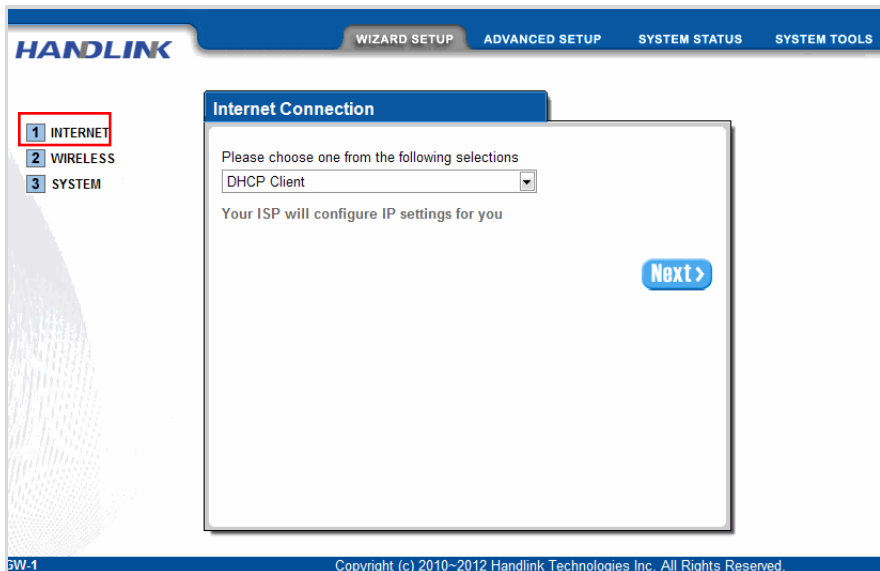 HANDLINK
WIZARD SETUP
ADVANCED SETUP
SYSTEM STATUS
SYSTEM TOOLS
1 INTERNET
2 WIRELESS
3 SYSTEM
Internet Connection
Please choose one from the following selections
DHCP Client
Your ISP will configure IP settings for you
Next >
GW-1
Copyright (c) 2010~2012 Handlink Technologies Inc. All Rights Reserved.